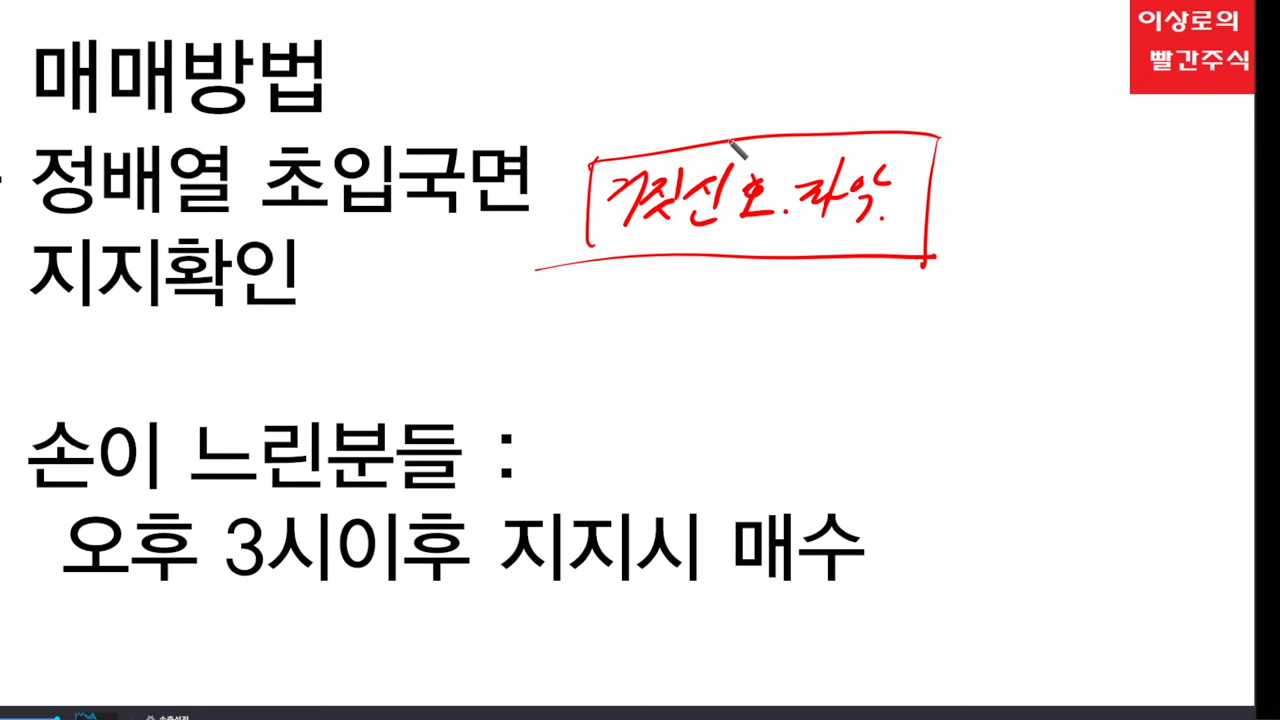 이상로의
빨간주식
매매방법
정배열 초입국면
거짓신호.파악.
지지확인
손이 느린분들 :
오후 3시이후 지지시 매수